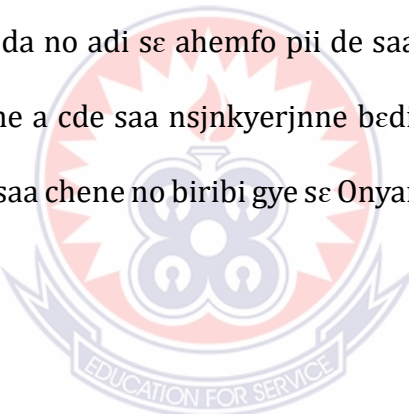 da no adi sɛ ahemfo pii de saa
ne a cde saa nsjnkyerjnne bɛdi
saa chene no biribi gye sɛ Onyan
EDUCATION FOR SERVICE